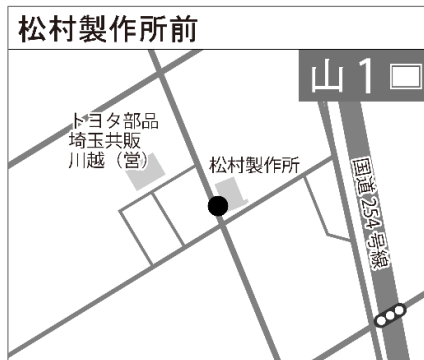 松村製作所前
山1
トヨタ部品
埼玉共販
川越（営）
松村製作所
国道254号線